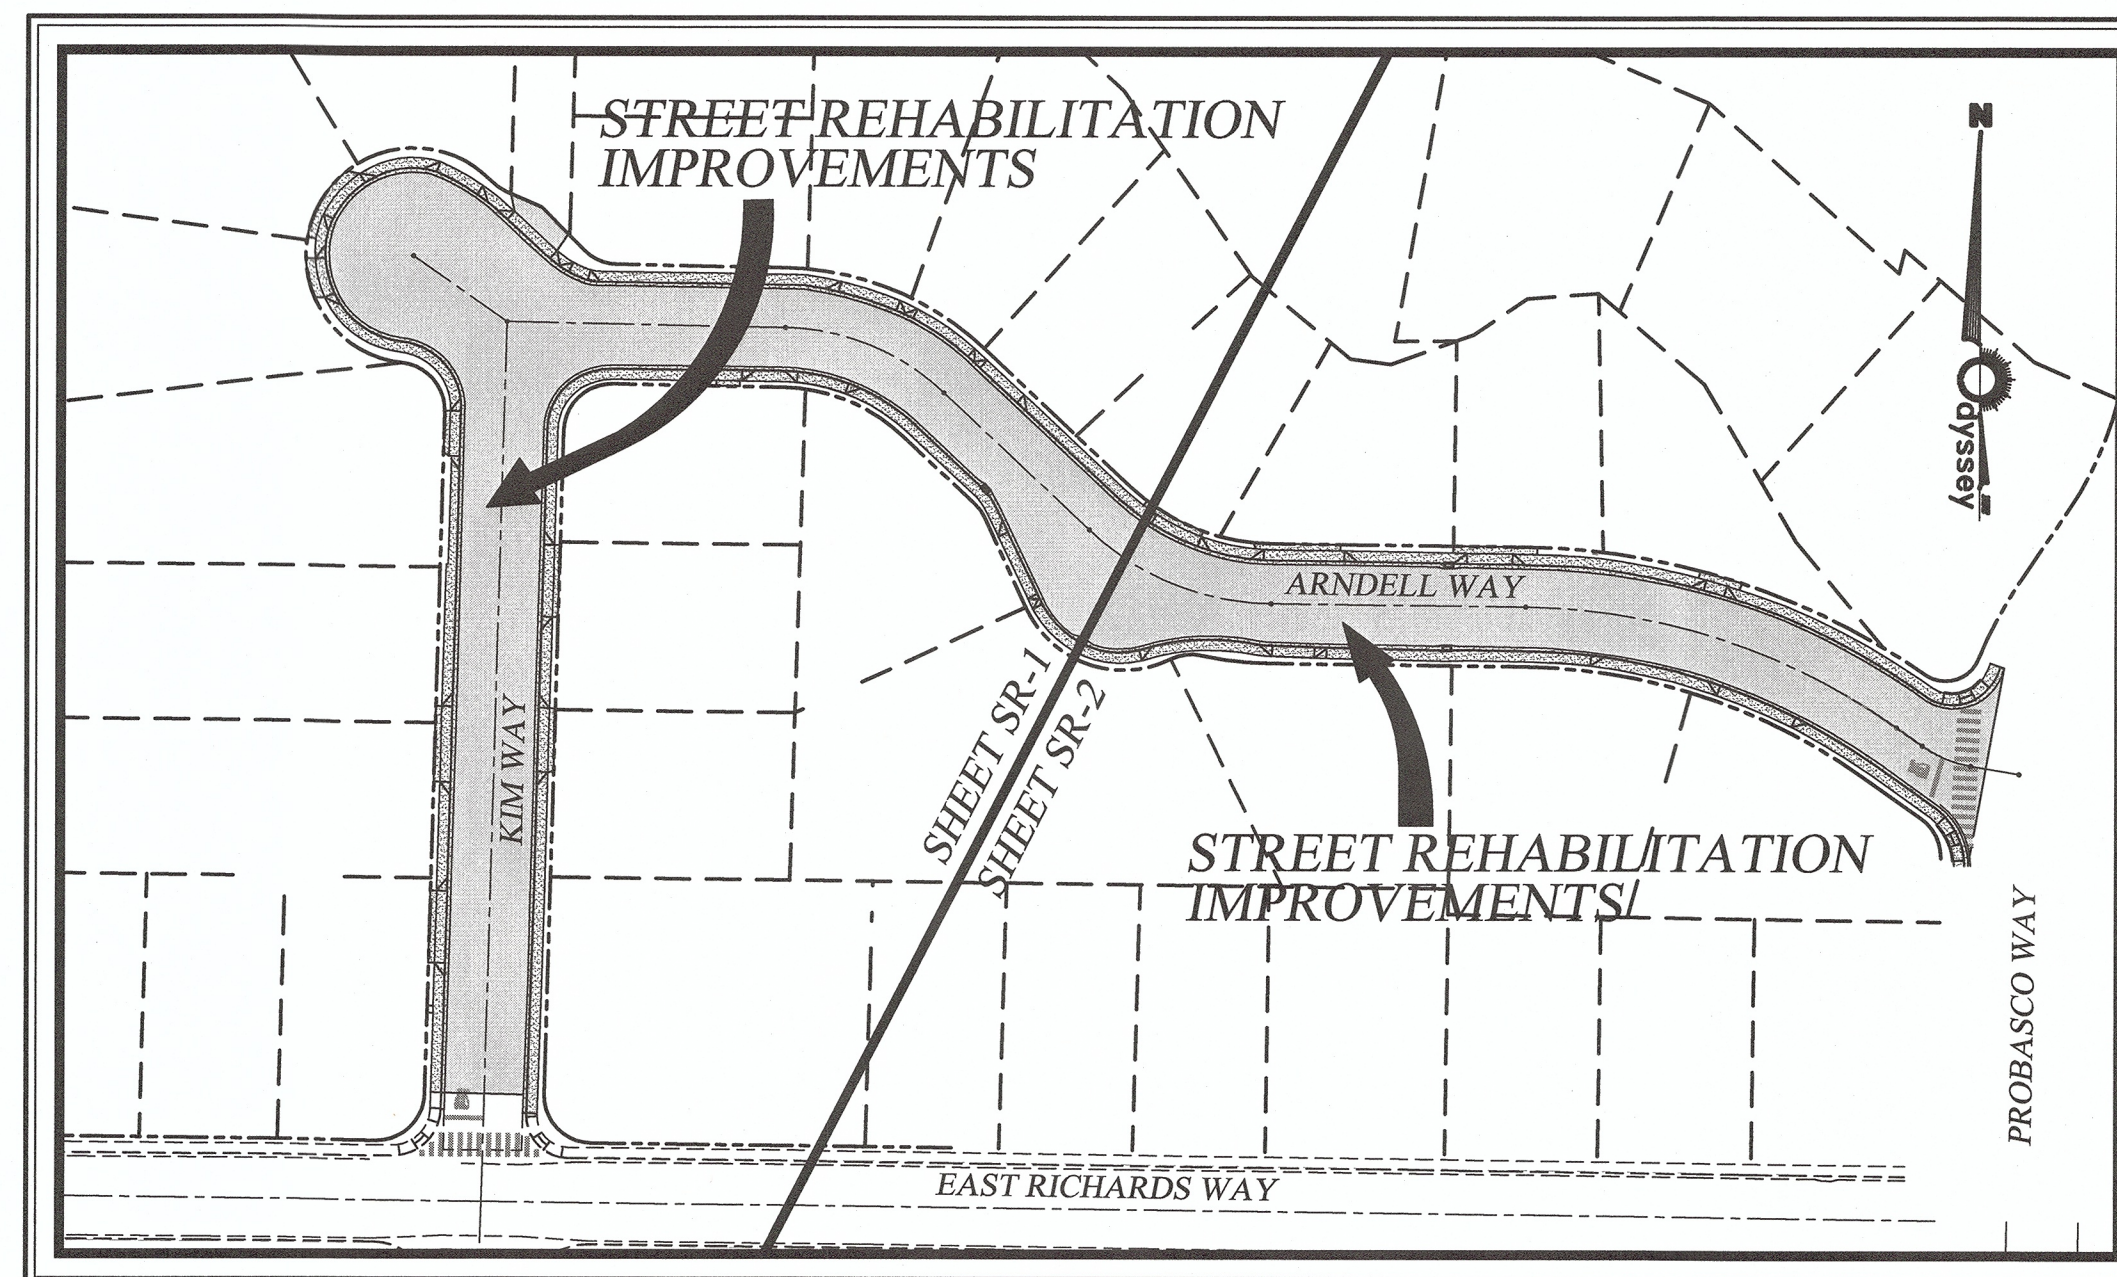 STREET REHABILITATION
IMPROVEMENTS
N
Odyssey
ARNDELL WAY
SHEET SR-1
SHEET SR-2
KIM WAY
STREET REHABILITATION
IMPROVEMENTS
PROBASCO WAY
EAST RICHARDS WAY